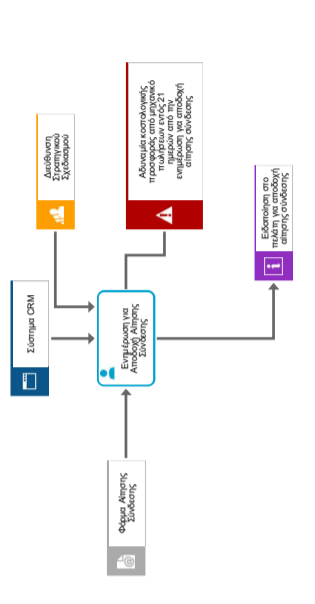 Σύστημα CRM
Διεύθυνση
Στρατηγικού
Σχεδιασμού
Αδυναμία κοστολογικής
προσφοράς από μηχανικό
πωλήσεων εντός 21
ημερών από την
ενημέρωση για αποδοχή
αίτησης σύνδεσης
Ενημέρωση για
Αποδοχή Αίτησης
Σύνδεσης
Ειδοποίηση στο
πελάτη για αποδοχή
αίτησης σύνδεσης
Φόρμα Αίτησης
Σύνδεσης